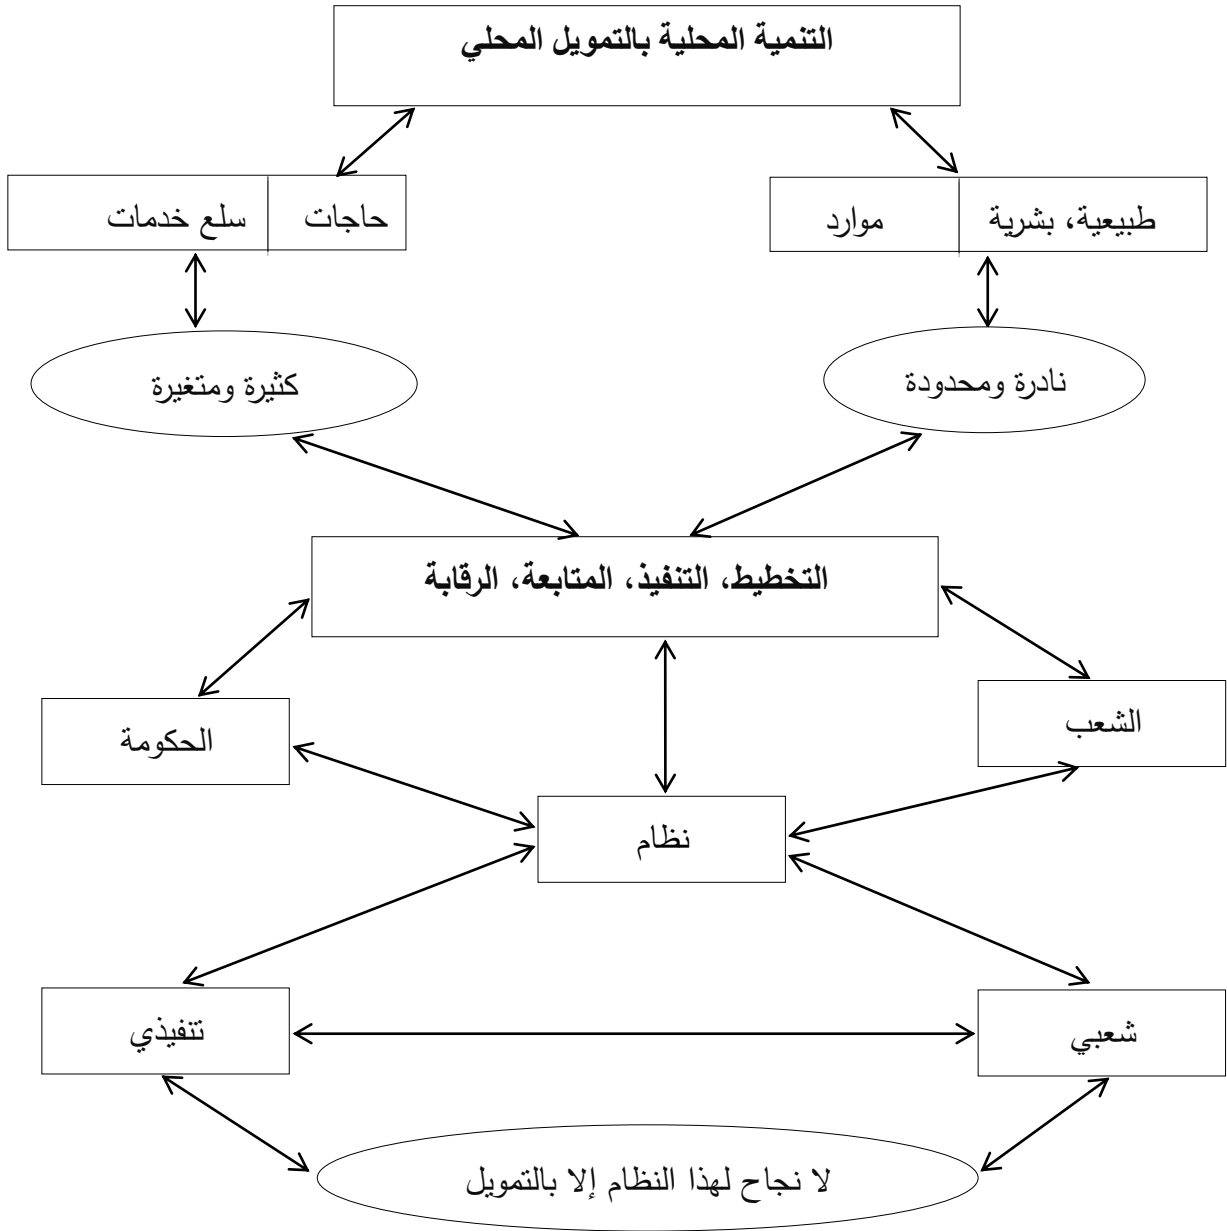 التنمية المحلية بالتمويل المحلي
طبيعية، بشرية
موارد
حاجات
سلع خدمات
نادرة ومحدودة
كثيرة ومتغيرة
التخطيط، التنفيذ، المتابعة، الرقابة
الشعب
الحكومة
نظام
شعبي
تنفيذي
لا نجاح لهذا النظام إلا بالتمويل